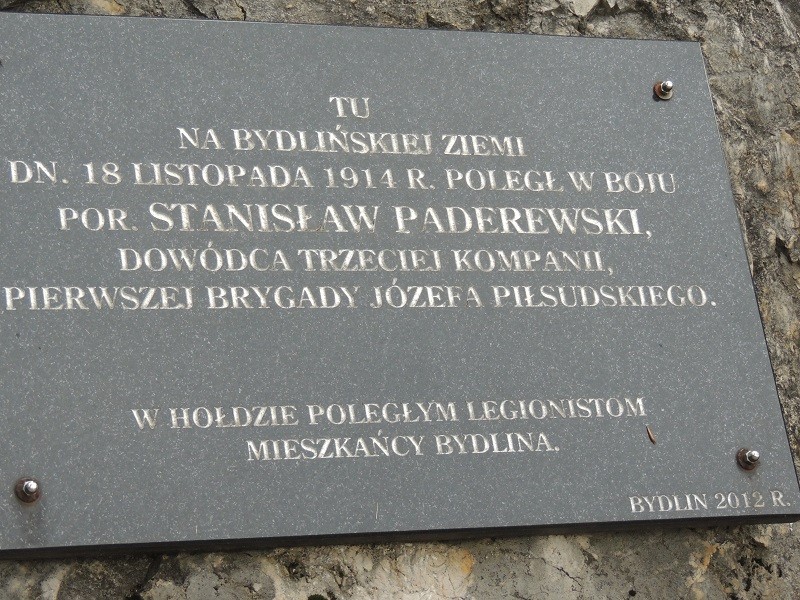 TU
NA BYDLIŃSKIEJ ZIEMI
DN. 18 LISTOPADA 1914 R. POLEGŁ W BOJU
POR. STANISŁAW PADEREWSKI,
DOWÓDCA TRZECIEJ KOMPANII,
PIERWSZEJ BRYGADY JÓZEFA PIŁSUDSKIEGO.
W HOŁDZIE POLEGŁYM LEGIONISTOM
MIESZKAŃCY BYDLINA.
BYDLIN 2012 R.